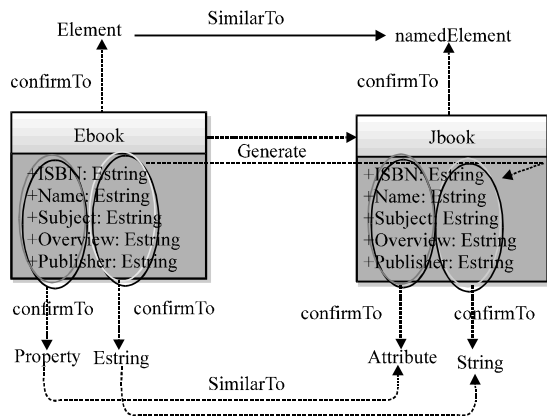 SimilarTo
Element
namedElement
confirmTo
confirmTo
Ebook
Jbook
Generate
+ISBN: Estring
+Name: Estring
+Subject: Estring
+Overview: Estring
+Publisher: Estring
+ISBN: Estring
+Name: Estring
+Subject: Estring
+Overview: Estring
+Publisher: Estring
confirmTo
confirmTo
confirmTo
confirmTo
Property
Estring
Attribute
String
SimilarTo